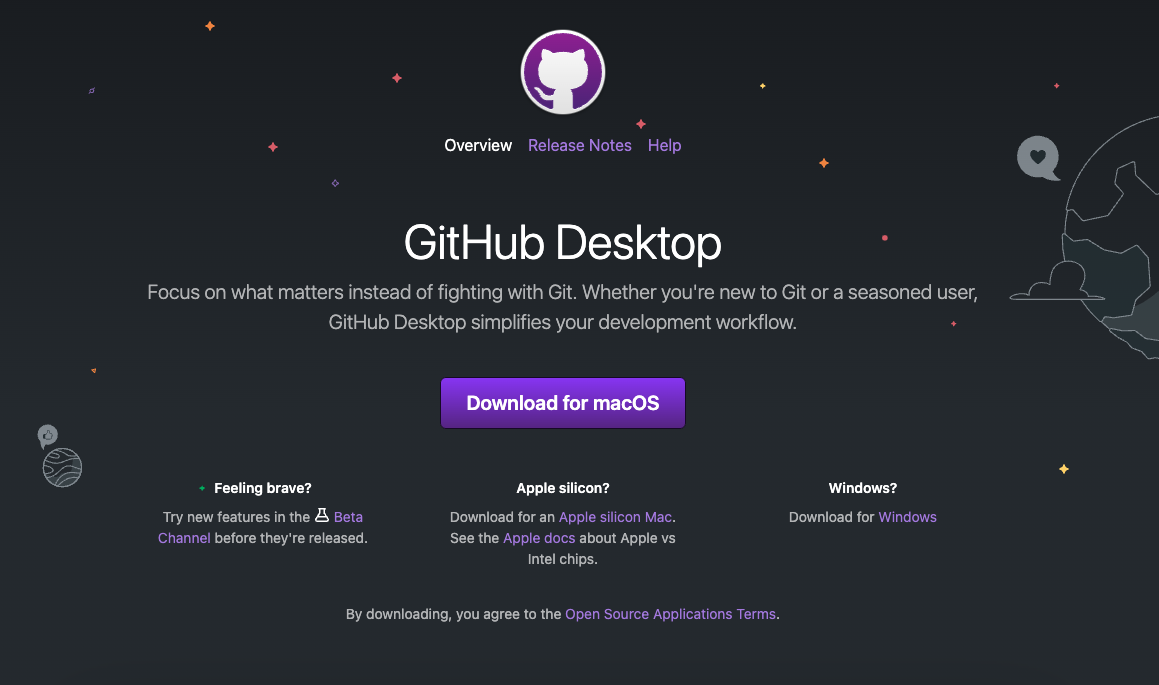 Overview Release Notes Help
GitHub Desktop
Focus on what matters instead of fighting with Git. Whether you're new to Git or a seasoned user,
GitHub Desktop simplifies your development workflow.
Download for macOS
Feeling brave?
Try new features in the Beta
Channel before they're released.
Apple silicon?
Download for an Apple silicon Mac.
See the Apple docs about Apple vs
Intel chips.
Windows?
Download for Windows
By downloading, you agree to the Open Source Applications Terms.